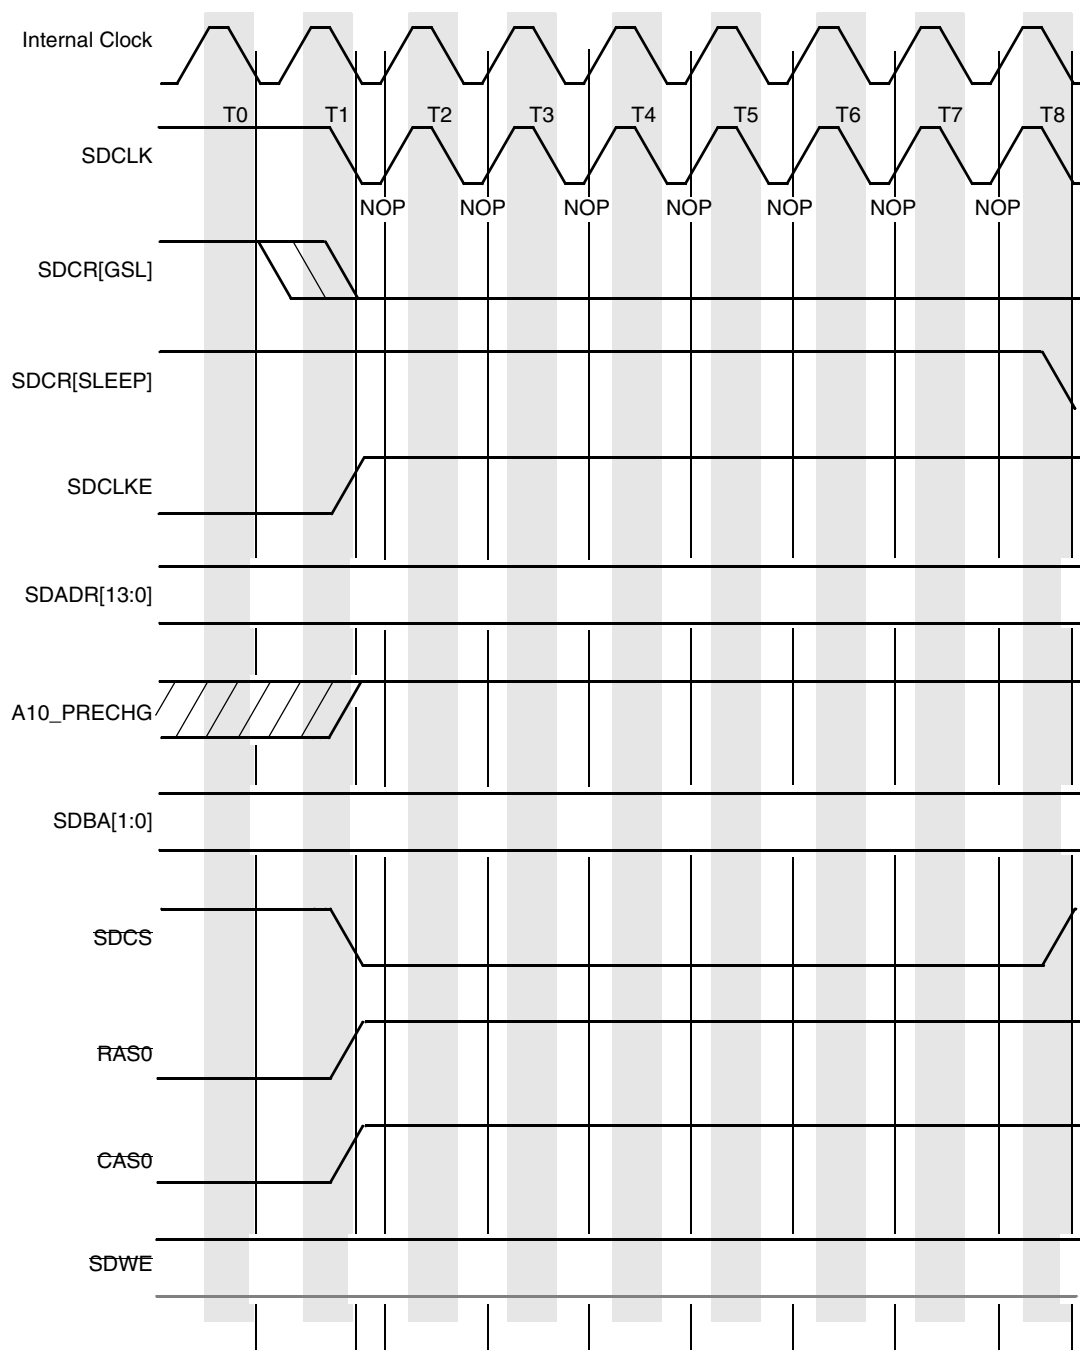 Internal Clock
T0 T1 T2 T3 T4 T5 T6 T7 T8
SDCLK
NOP NOP NOP NOP NOP NOP NOP
SDCR[GSL]
SDCR[SLEEP]
SDCLKE
SDADR[13:0]
A10_PRECHG
SDBA[1:0]
SDCS
RAS0
CAS0
SDWE